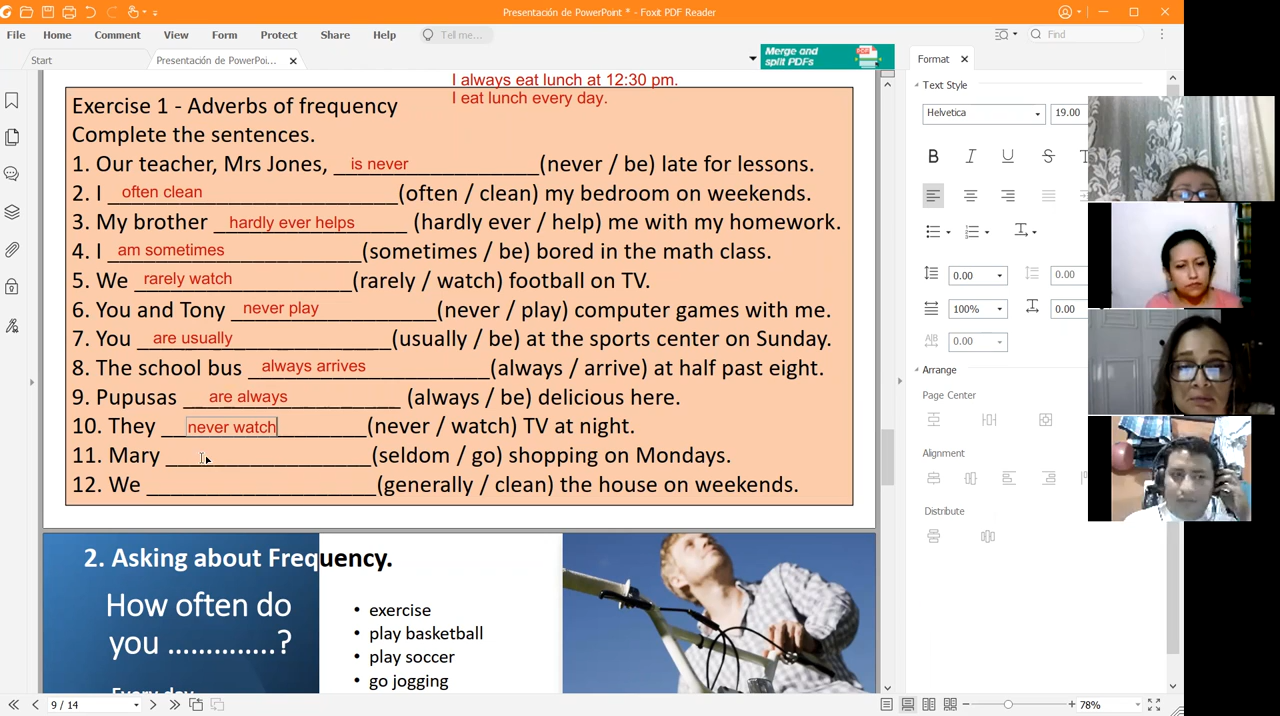 Presentación de PowerPoint * - Foxit PDF Reader
File Home Comment View Form Protect Share Help Tell me... Find
Start Presentación de PowerPoi... Merge and split PDFs Format
I always eat lunch at 12:30 pm.
I eat lunch every day.
Exercise 1 - Adverbs of frequency
Complete the sentences.
1. Our teacher, Mrs Jones, is never (never / be) late for lessons.
2. I often clean (often / clean) my bedroom on weekends.
3. My brother hardly ever helps (hardly ever / help) me with my homework.
4. I am sometimes (sometimes / be) bored in the math class.
5. We rarely watch (rarely / watch) football on TV.
6. You and Tony never play (never / play) computer games with me.
7. You are usually (usually / be) at the sports center on Sunday.
8. The school bus always arrives (always / arrive) at half past eight.
9. Pupusas are always (always / be) delicious here.
10. They never watch (never / watch) TV at night.
11. Mary ________________ (seldom / go) shopping on Mondays.
12. We ________________ (generally / clean) the house on weekends.
2. Asking about Frequency.
How often do
you .............?
Every day
• exercise
• play basketball
• play soccer
• go jogging
Text Style
Helvetica 19.00
B I U S T
0.00 0.00
100% 0.00
0.00
Arrange
Page Center
Alignment
Distribute
9 / 14
78%